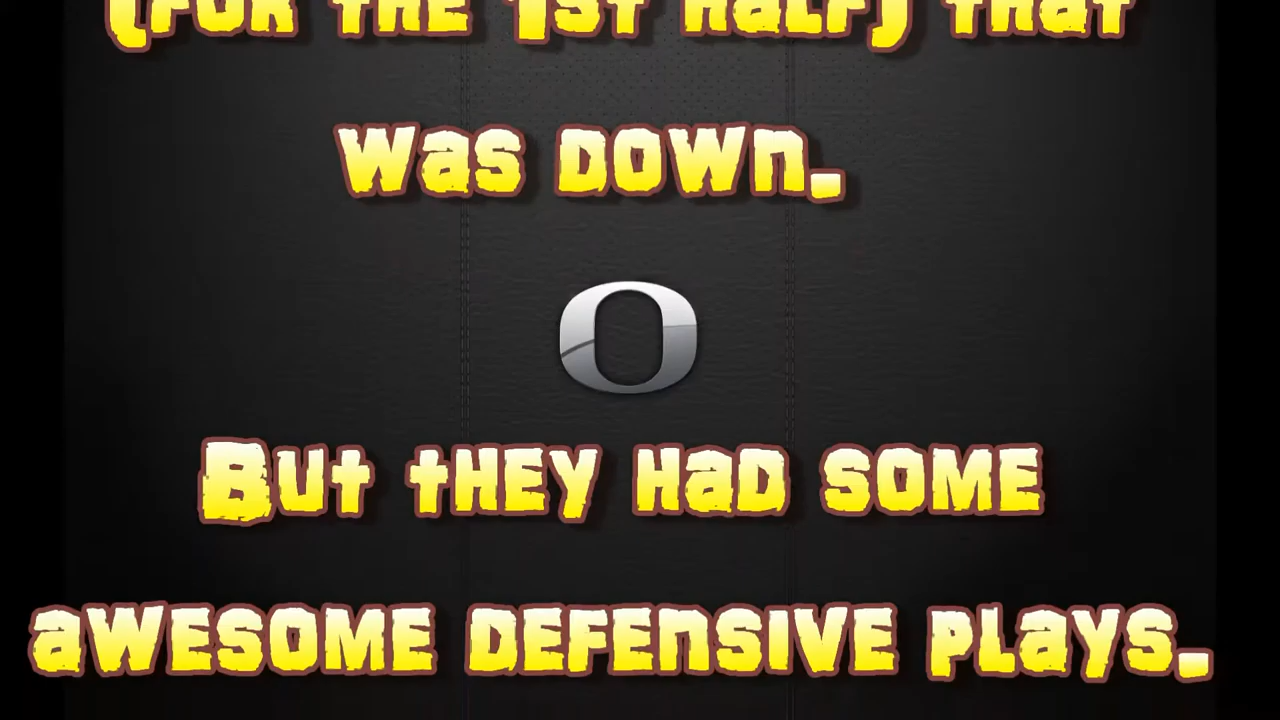 (for the 1st half) that
was down.
O
But they had some
awesome defensive plays.